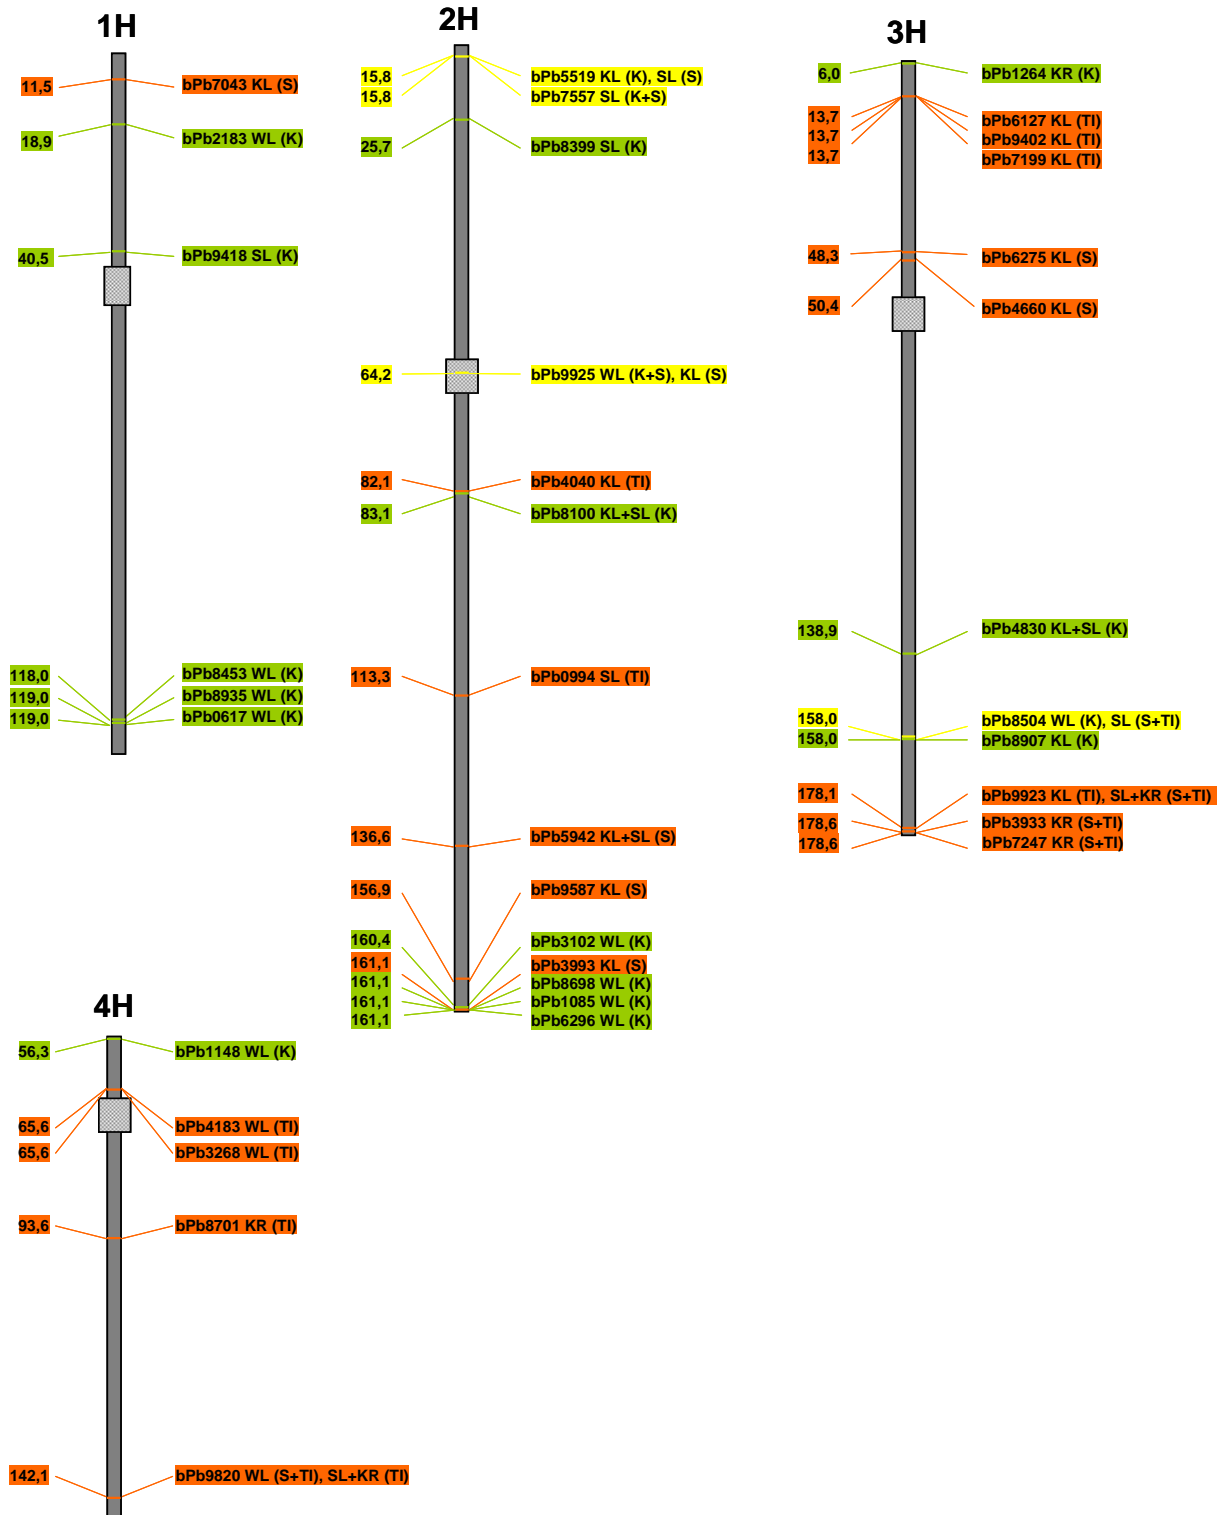 1H
11,5 bPb7043 KL (S)
18,9 bPb2183 WL (K)
40,5 bPb9418 SL (K)
118,0 bPb8453 WL (K)
119,0 bPb8935 WL (K)
119,0 bPb0617 WL (K)
2H
15,8 bPb5519 KL (K), SL (S)
15,8 bPb7557 SL (K+S)
25,7 bPb8399 SL (K)
64,2 bPb9925 WL (K+S), KL (S)
82,1 bPb4040 KL (TI)
83,1 bPb8100 KL+SL (K)
113,3 bPb0994 SL (TI)
136,6 bPb5942 KL+SL (S)
156,9 bPb9587 KL (S)
160,4 bPb3102 WL (K)
161,1 bPb3993 KL (S)
161,1 bPb8698 WL (K)
161,1 bPb1085 WL (K)
161,1 bPb6296 WL (K)
3H
6,0 bPb1264 KR (K)
13,7 bPb6127 KL (TI)
13,7 bPb9402 KL (TI)
13,7 bPb7199 KL (TI)
48,3 bPb6275 KL (S)
50,4 bPb4660 KL (S)
138,9 bPb4830 KL+SL (K)
158,0 bPb8504 WL (K), SL (S+TI)
158,0 bPb8907 KL (K)
178,1 bPb9923 KL (TI), SL+KR (S+TI)
178,6 bPb3933 KR (S+TI)
178,6 bPb7247 KR (S+TI)
4H
56,3 bPb1148 WL (K)
65,6 bPb4183 WL (TI)
65,6 bPb3268 WL (TI)
93,6 bPb8701 KR (TI)
142,1 bPb9820 WL (S+TI), SL+KR (TI)